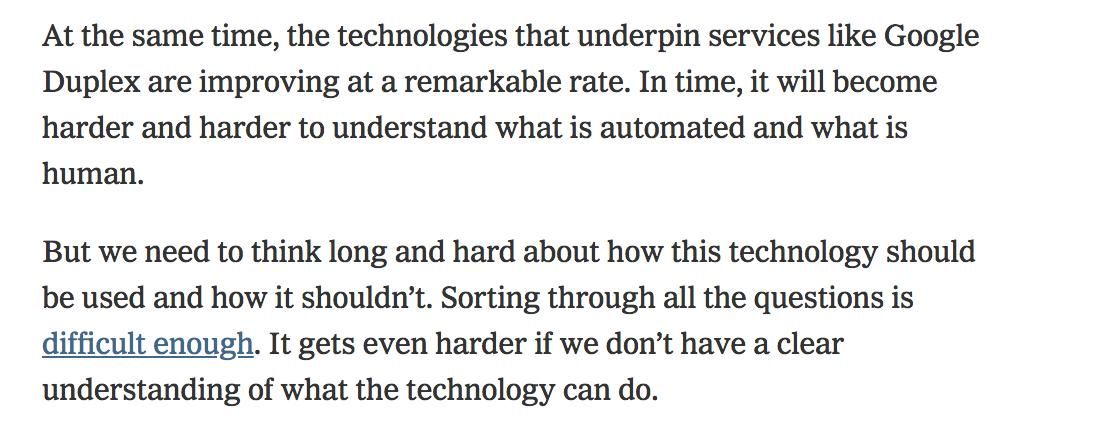 At the same time, the technologies that underpin services like Google
Duplex are improving at a remarkable rate. In time, it will become
harder and harder to understand what is automated and what is
human.
But we need to think long and hard about how this technology should
be used and how it shouldn’t. Sorting through all the questions is
difficult enough. It gets even harder if we don’t have a clear
understanding of what the technology can do.